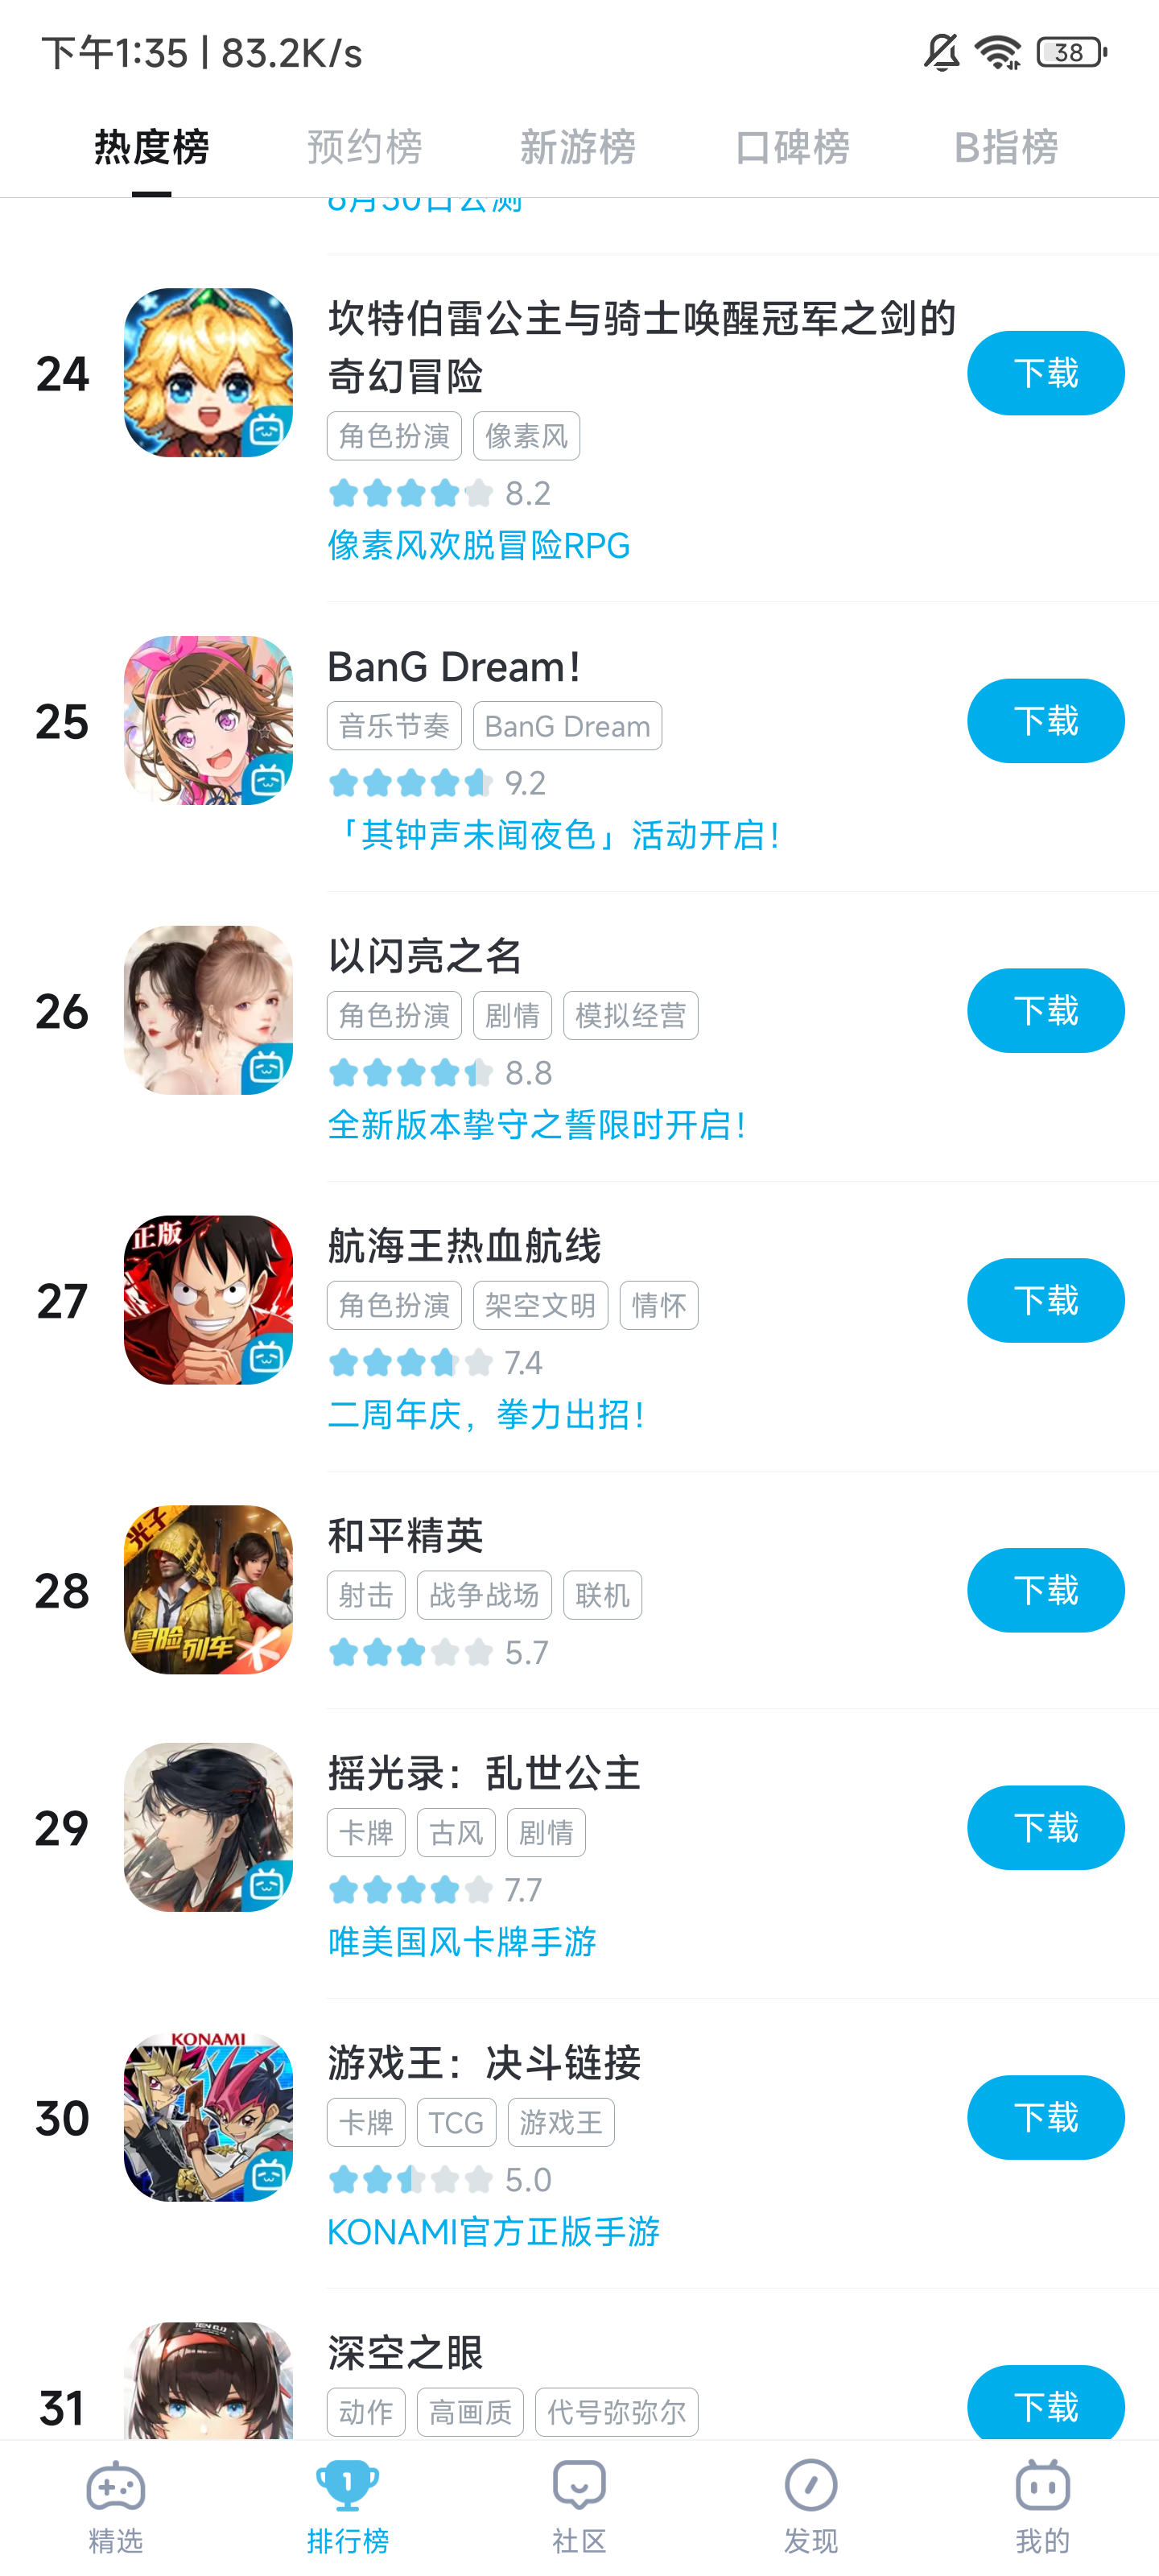 下午1:35 | 83.2K/s
38
热度榜 预约榜 新游榜 口碑榜 B指榜
6月30日公测
24
坎特伯雷公主与骑士唤醒冠军之剑的
奇幻冒险
下载
角色扮演 像素风
8.2
像素风欢脱冒险RPG
25
BanG Dream!
下载
音乐节奏 BanG Dream
9.2
「其钟声未闻夜色」活动开启!
26
以闪亮之名
下载
角色扮演 剧情 模拟经营
8.8
全新版本挚守之誓限时开启!
27
正版
航海王热血航线
下载
角色扮演 架空文明 情怀
7.4
二周年庆，拳力出招!
28
光子
冒险列车
和平精英
下载
射击 战争战场 联机
5.7
29
摇光录：乱世公主
下载
卡牌 古风 剧情
7.7
唯美国风卡牌手游
30
KONAMI
游戏王：决斗链接
下载
卡牌 TCG 游戏王
5.0
KONAMI官方正版手游
31
深空之眼
下载
动作 高画质 代号弥弥尔
1
精选 排行榜 社区 发现 我的